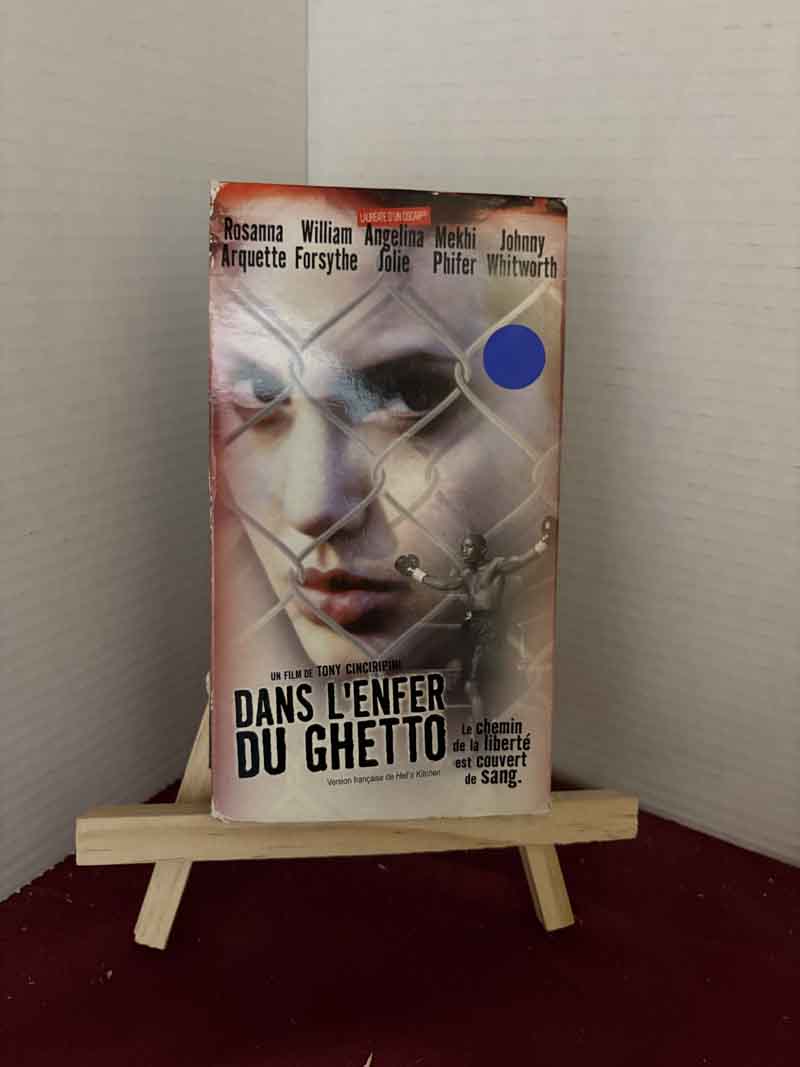 LAURÉATE D'UN OSCAR
Rosanna Arquette
William Forsythe
Angelina Jolie
Mekhi Phifer
Johnny Whitworth
UN FILM DE TONY CINCIRIPINI
DANS L'ENFER
DU GHETTO
Version française de Hell's Kitchen
Le chemin
de la liberté
est couvert
de sang.